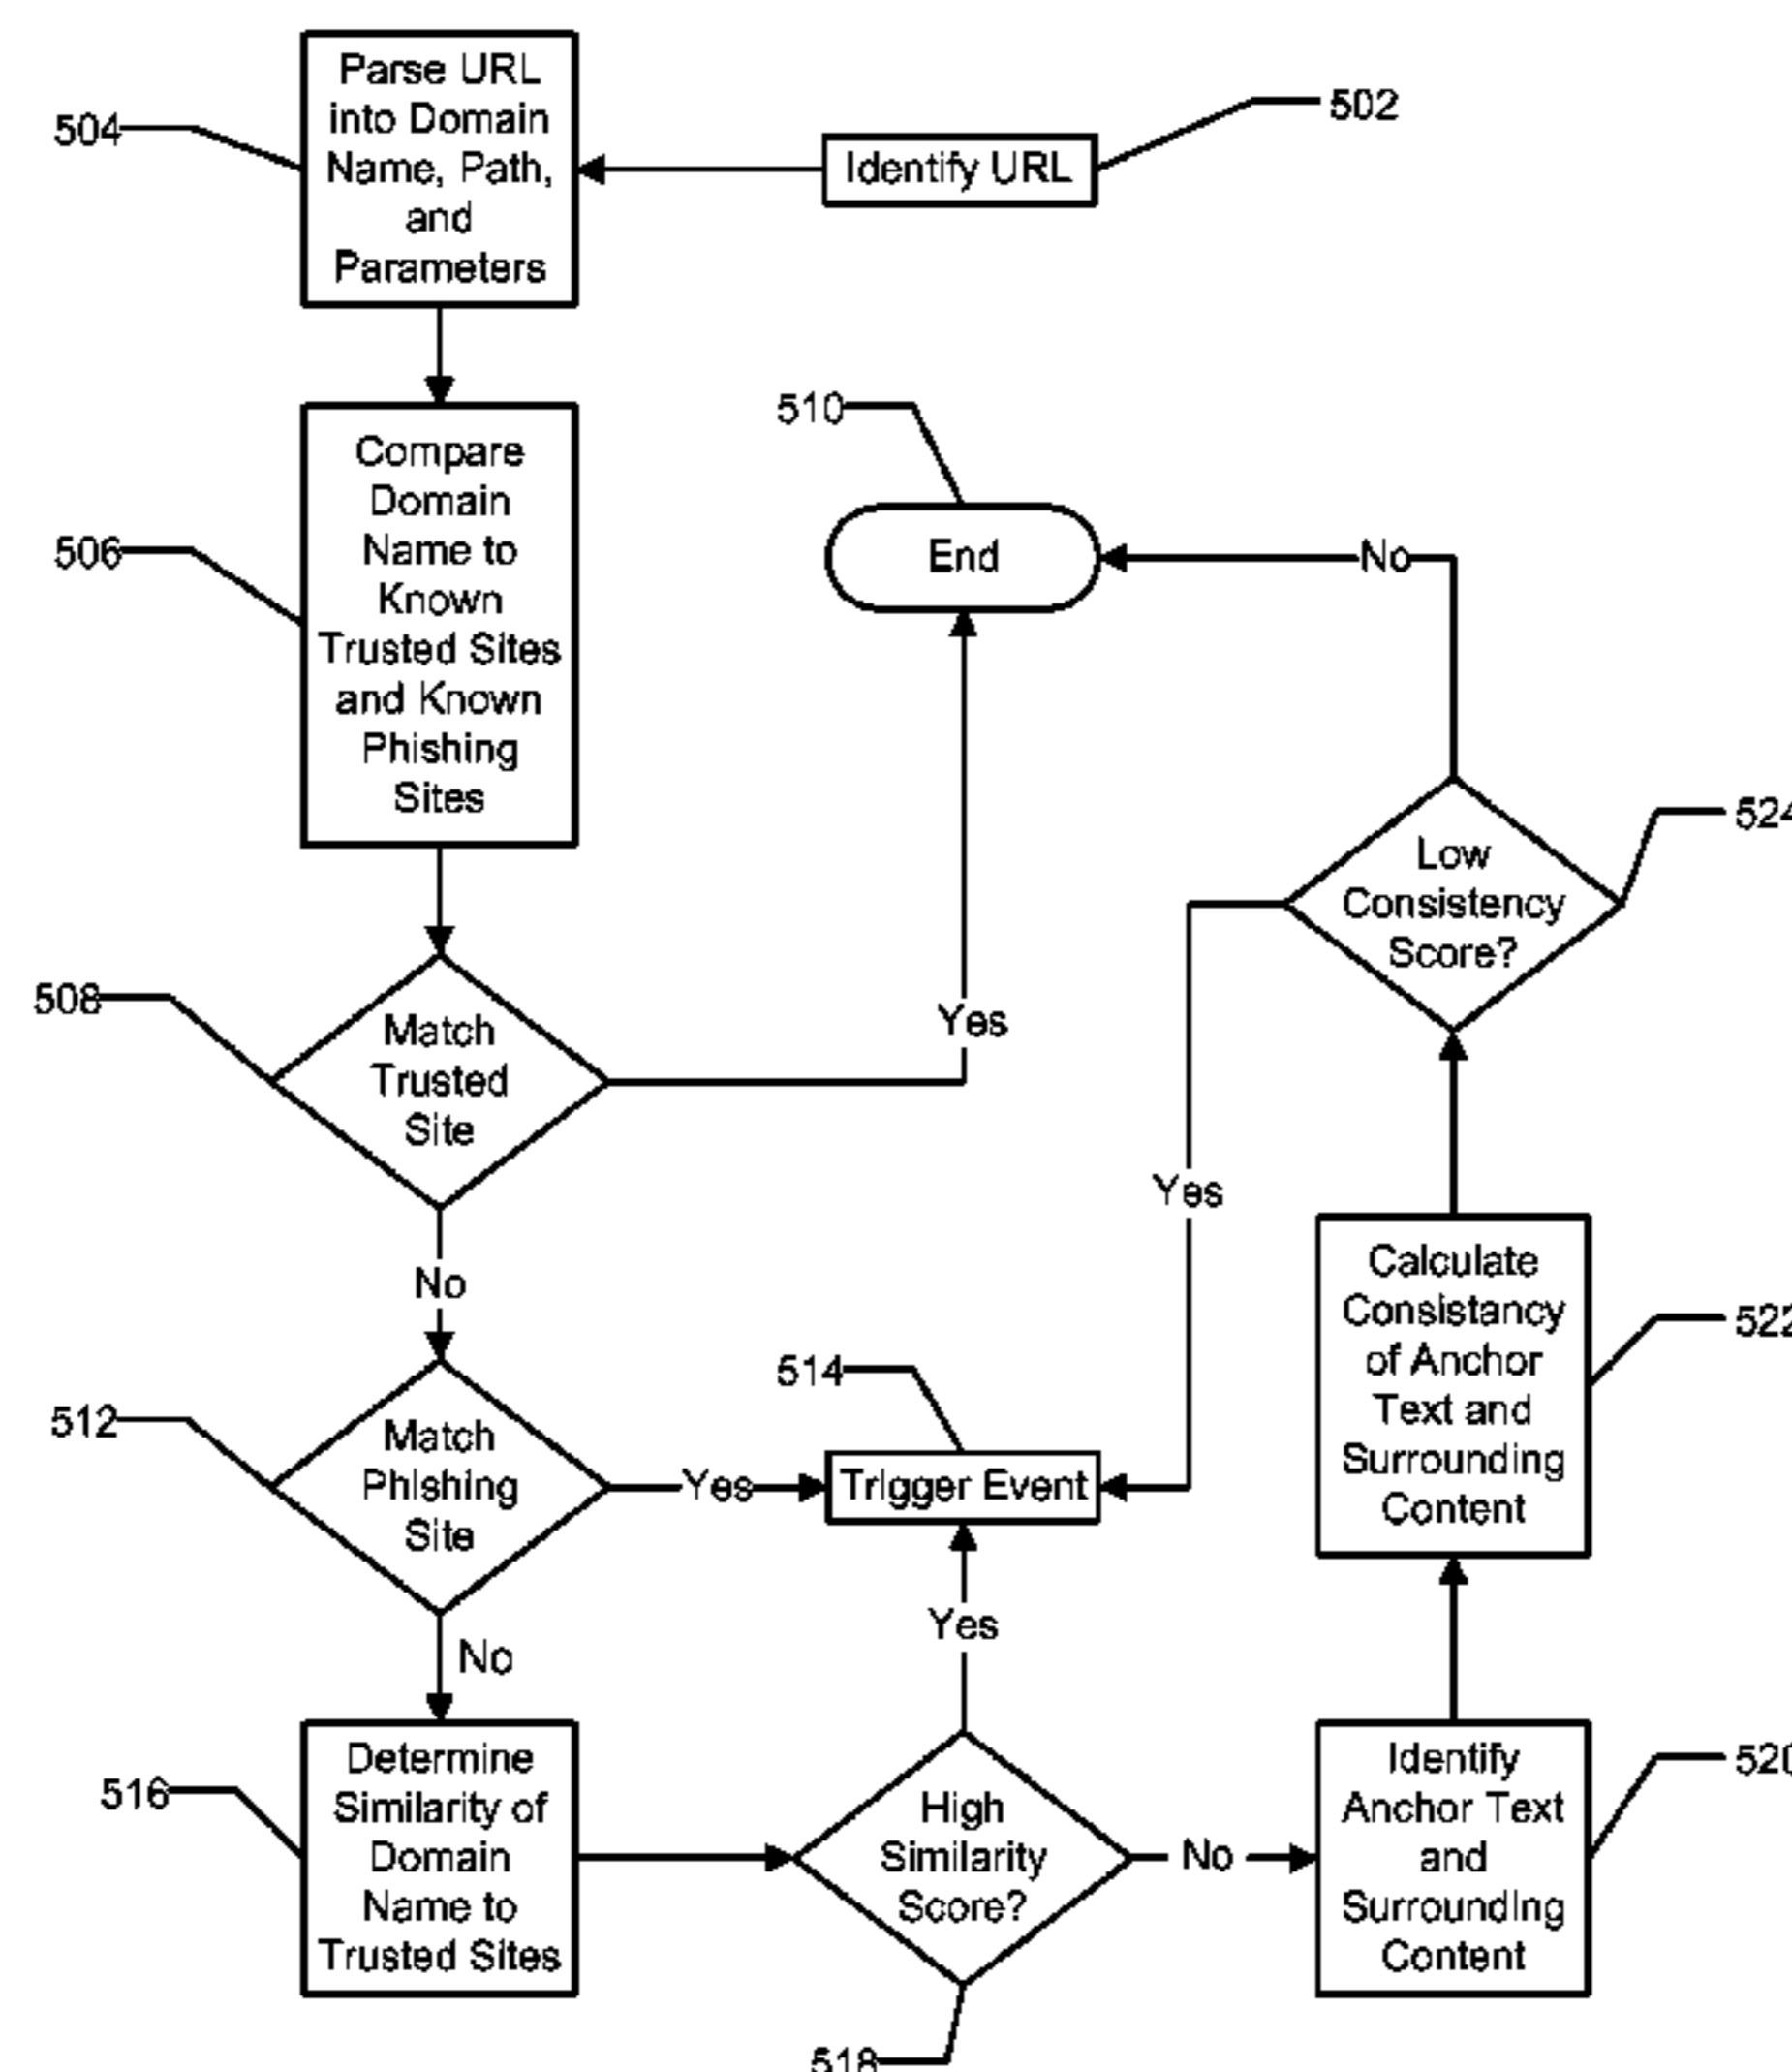 Parse URL
into Domain
Name, Path,
and
Parameters
504
Identify URL
502
Compare
Domain
Name to
Known
Trusted Sites
and Known
Phishing
Sites
506
510
End
No
Low
Consistency
Score?
524
508
Match
Trusted
Site
Yes
No
Yes
Calculate
Consistancy
of Anchor
Text and
Surrounding
Content
522
512
Match
Phishing
Site
Yes
514
Trigger Event
No
Yes
516
Determine
Similarity of
Domain
Name to
Trusted Sites
High
Similarity
Score?
518
No
Identify
Anchor Text
and
Surrounding
Content
520